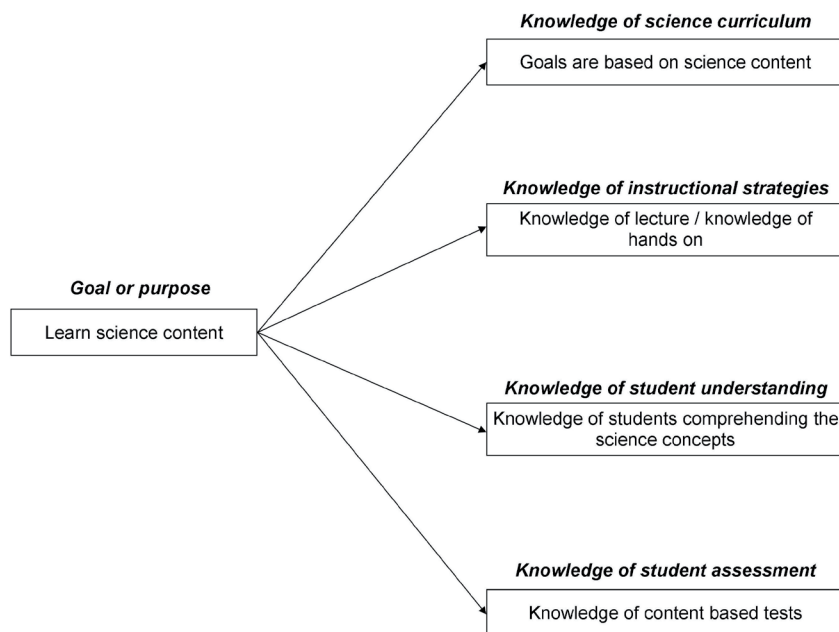 Knowledge of science curriculum
Goals are based on science content
Knowledge of instructional strategies
Knowledge of lecture / knowledge of
hands on
Goal or purpose
Learn science content
Knowledge of student understanding
Knowledge of students comprehending the
science concepts
Knowledge of student assessment
Knowledge of content based tests